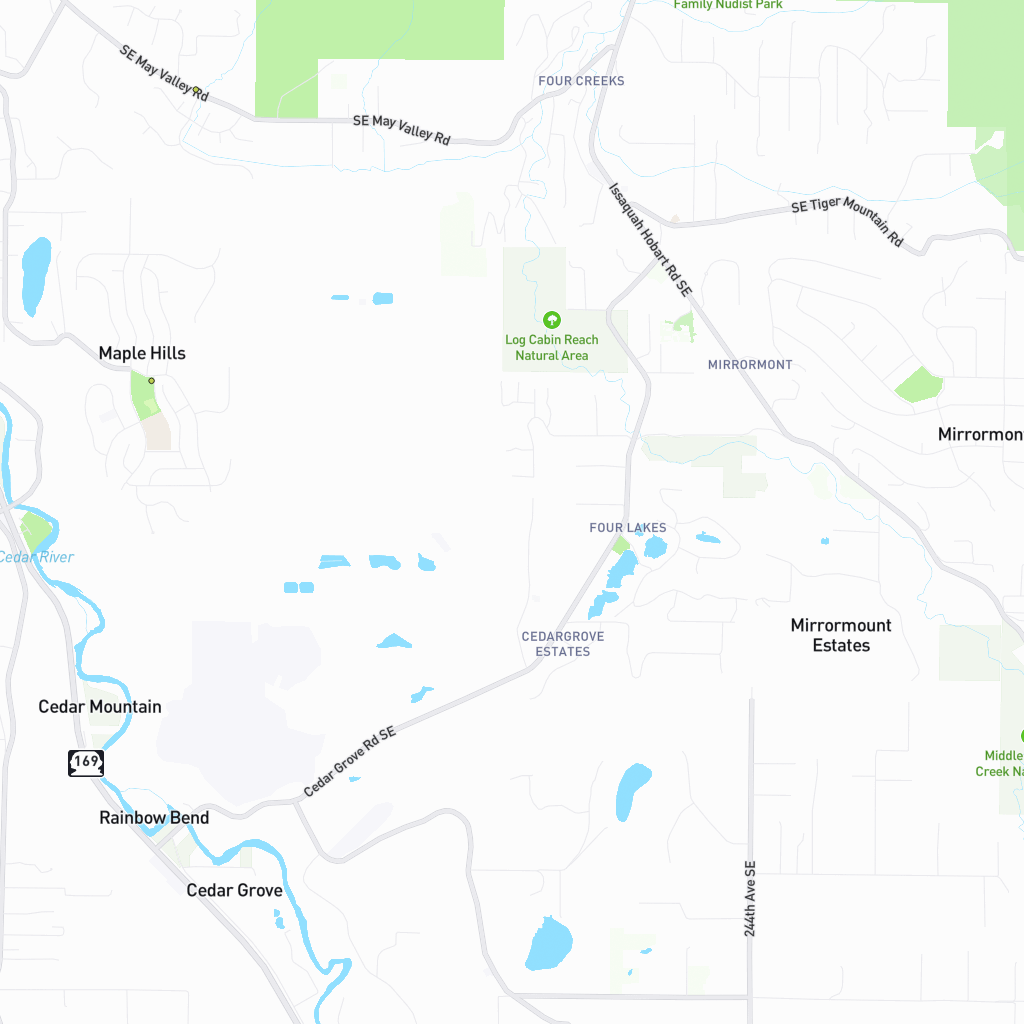 Family Nudist Park
SE May Valley Rd
FOUR CREEKS
SE May Valley Rd
Issaquah Hobart Rd SE
SE Tiger Mountain Rd
Log Cabin Reach
Natural Area
Maple Hills
MIRRORMONT
Mirrormon
FOUR LAKES
Cedar River
CEDARGROVE
ESTATES
Mirrormount
Estates
Cedar Mountain
Cedar Grove Rd SE
169
Middle
Creek Na
Rainbow Bend
Cedar Grove
244th Ave SE